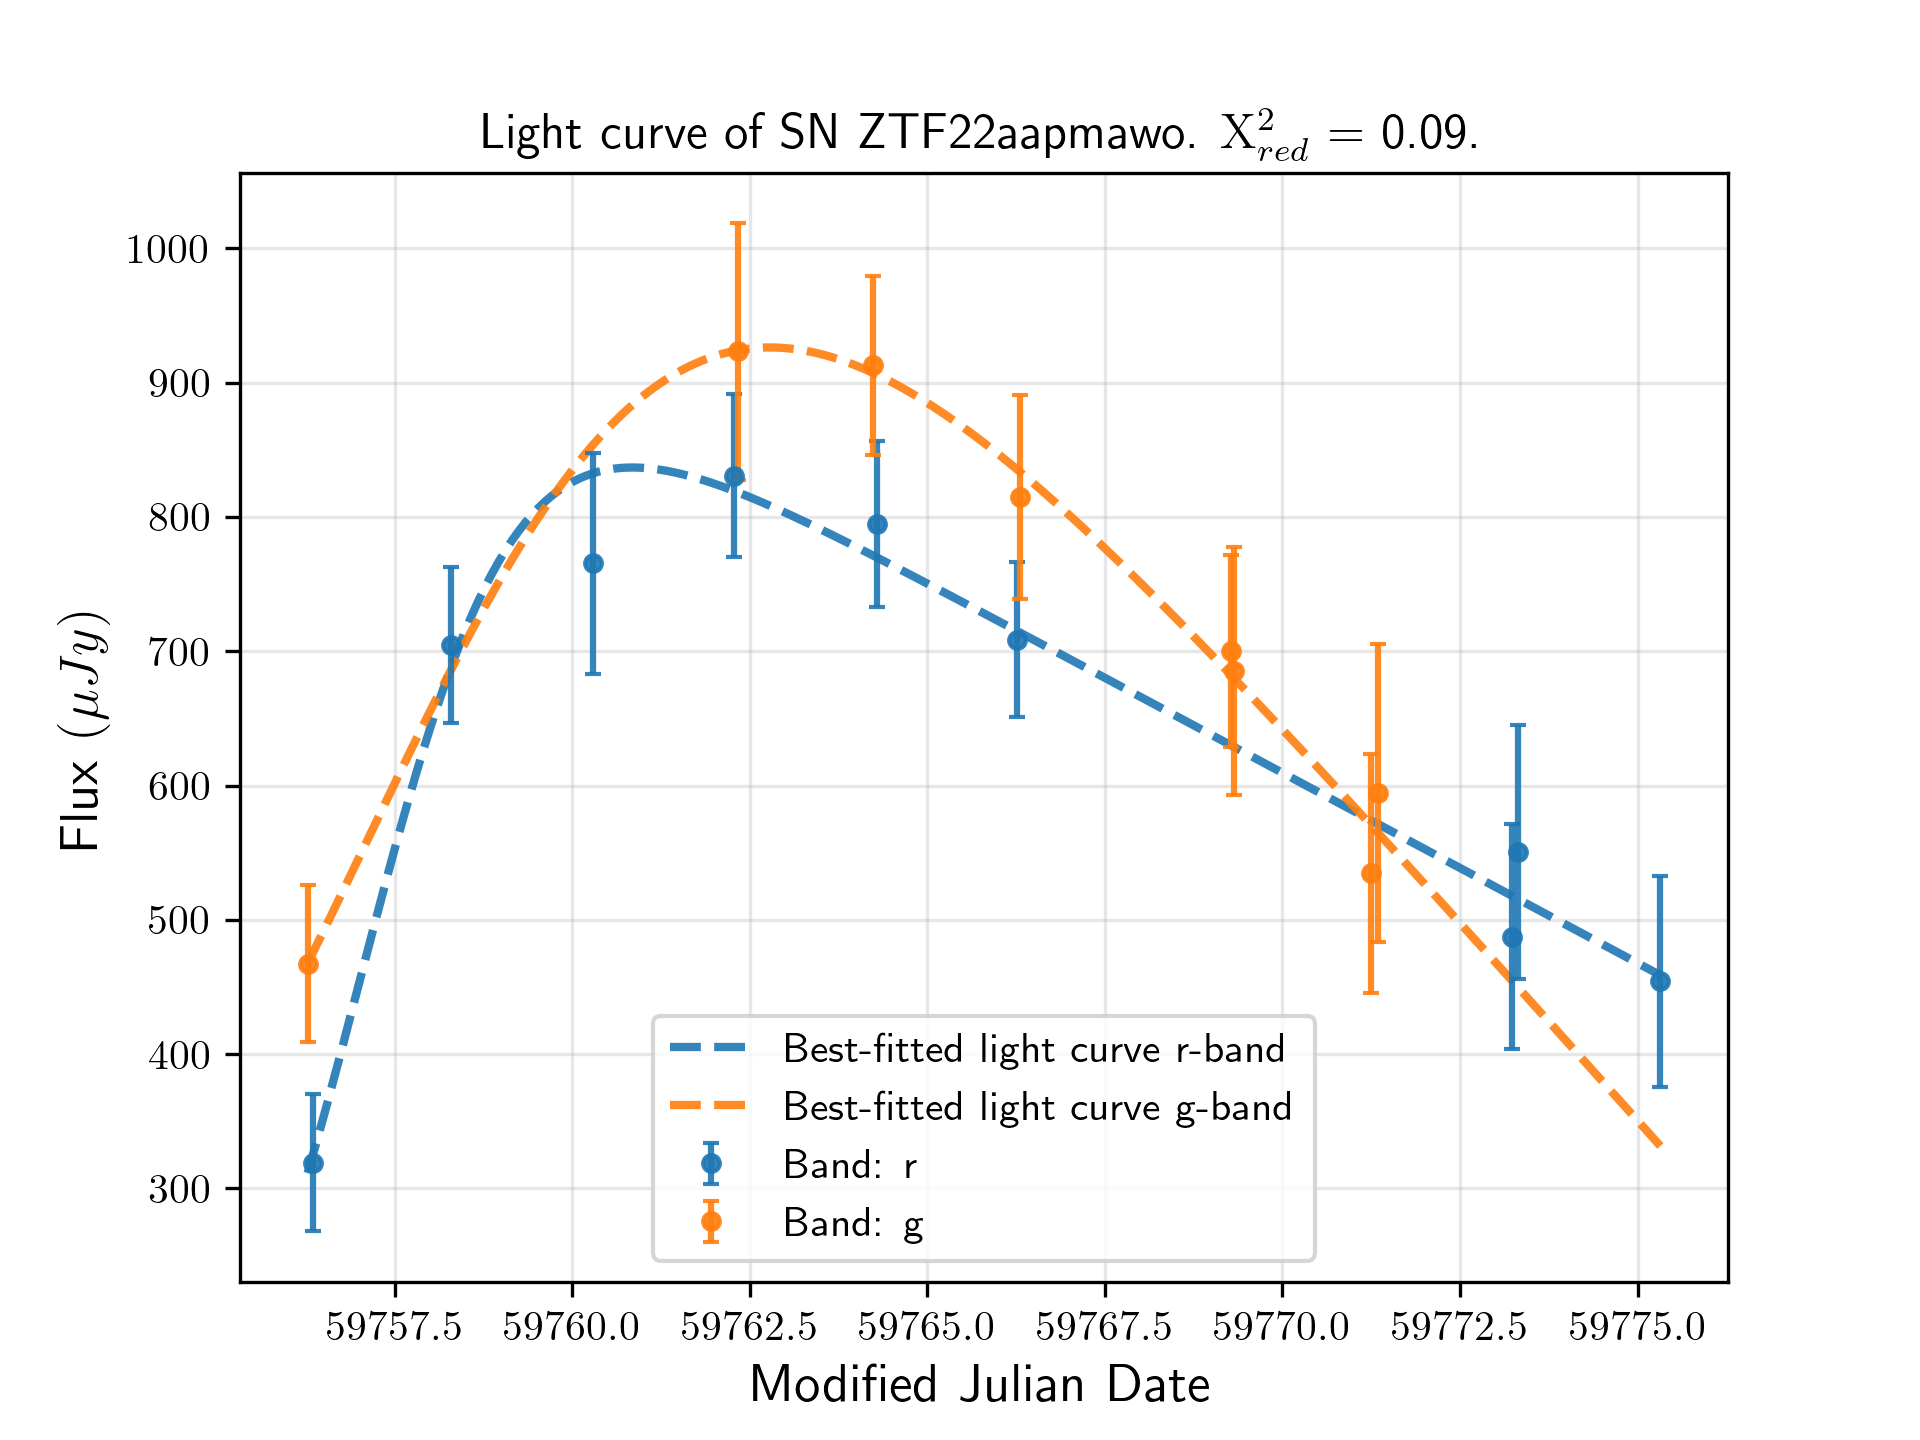 Light curve of SN ZTF22aapmawo. X²_red = 0.09.
Flux (μJy)
1000
900
800
700
600
500
400
300
Best-fitted light curve r-band
Best-fitted light curve g-band
Band: r
Band: g
59757.5 59760.0 59762.5 59765.0 59767.5 59770.0 59772.5 59775.0
Modified Julian Date